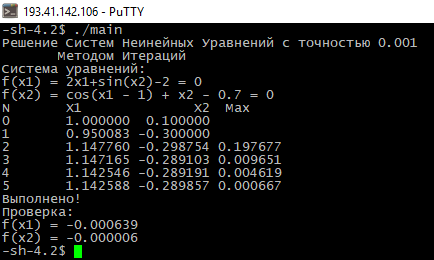 193.41.142.106 - PuTTY
-sh-4.2$ ./main
Решение Систем Неинейных Уравнений с точностью 0.001
Методом Итераций
Система уравнений:
f(x1) = 2x1+sin(x2)-2 = 0
f(x2) = cos(x1 - 1) + x2 - 0.7 = 0
N X1 X2 Max
0 1.000000 0.100000
1 0.950083 -0.300000
2 1.147760 -0.298754 0.197677
3 1.147165 -0.289103 0.009651
4 1.142546 -0.289191 0.004619
5 1.142588 -0.289857 0.000667
Выполнено!
Проверка:
f(x1) = -0.000639
f(x2) = -0.000006
-sh-4.2$